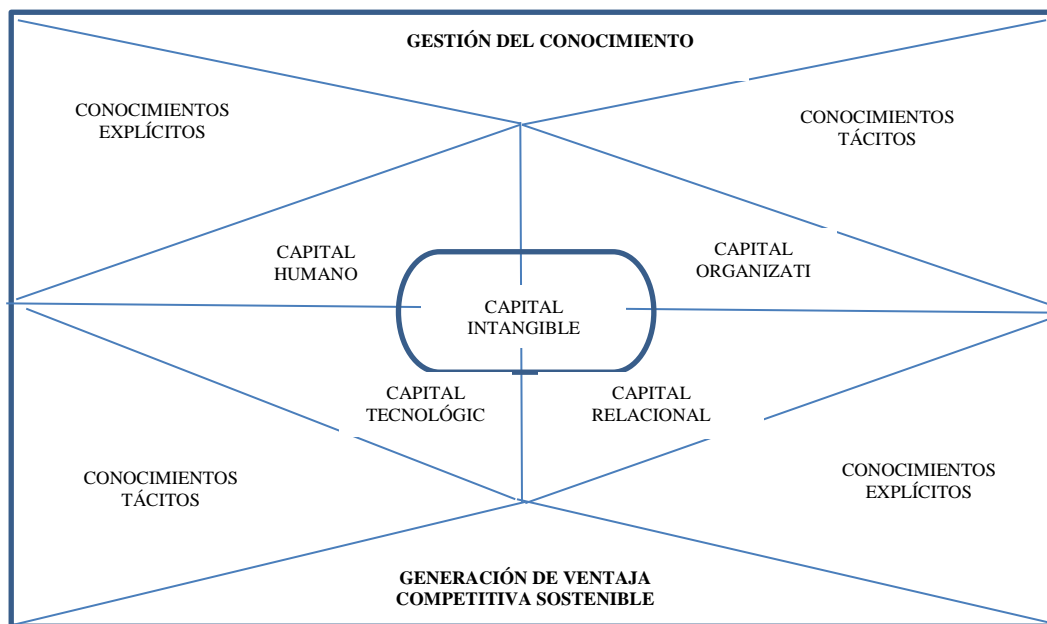 GESTIÓN DEL CONOCIMIENTO
CONOCIMIENTOS
EXPLÍCITOS
CONOCIMIENTOS
TÁCITOS
CAPITAL
HUMANO
CAPITAL
ORGANIZATI
CAPITAL
INTANGIBLE
CAPITAL
TECNOLÓGIC
CAPITAL
RELACIONAL
CONOCIMIENTOS
TÁCITOS
CONOCIMIENTOS
EXPLÍCITOS
GENERACIÓN DE VENTAJA
COMPETITIVA SOSTENIBLE